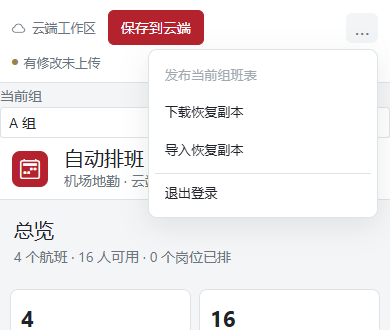 云端工作区
保存到云端
...
有修改未上传
发布当前组班表
下载恢复副本
导入恢复副本
退出登录
当前组
A 组
自动排班
机场地勤 · 云
总览
4 个航班 · 16 人可用 · 0 个岗位已排
4
16